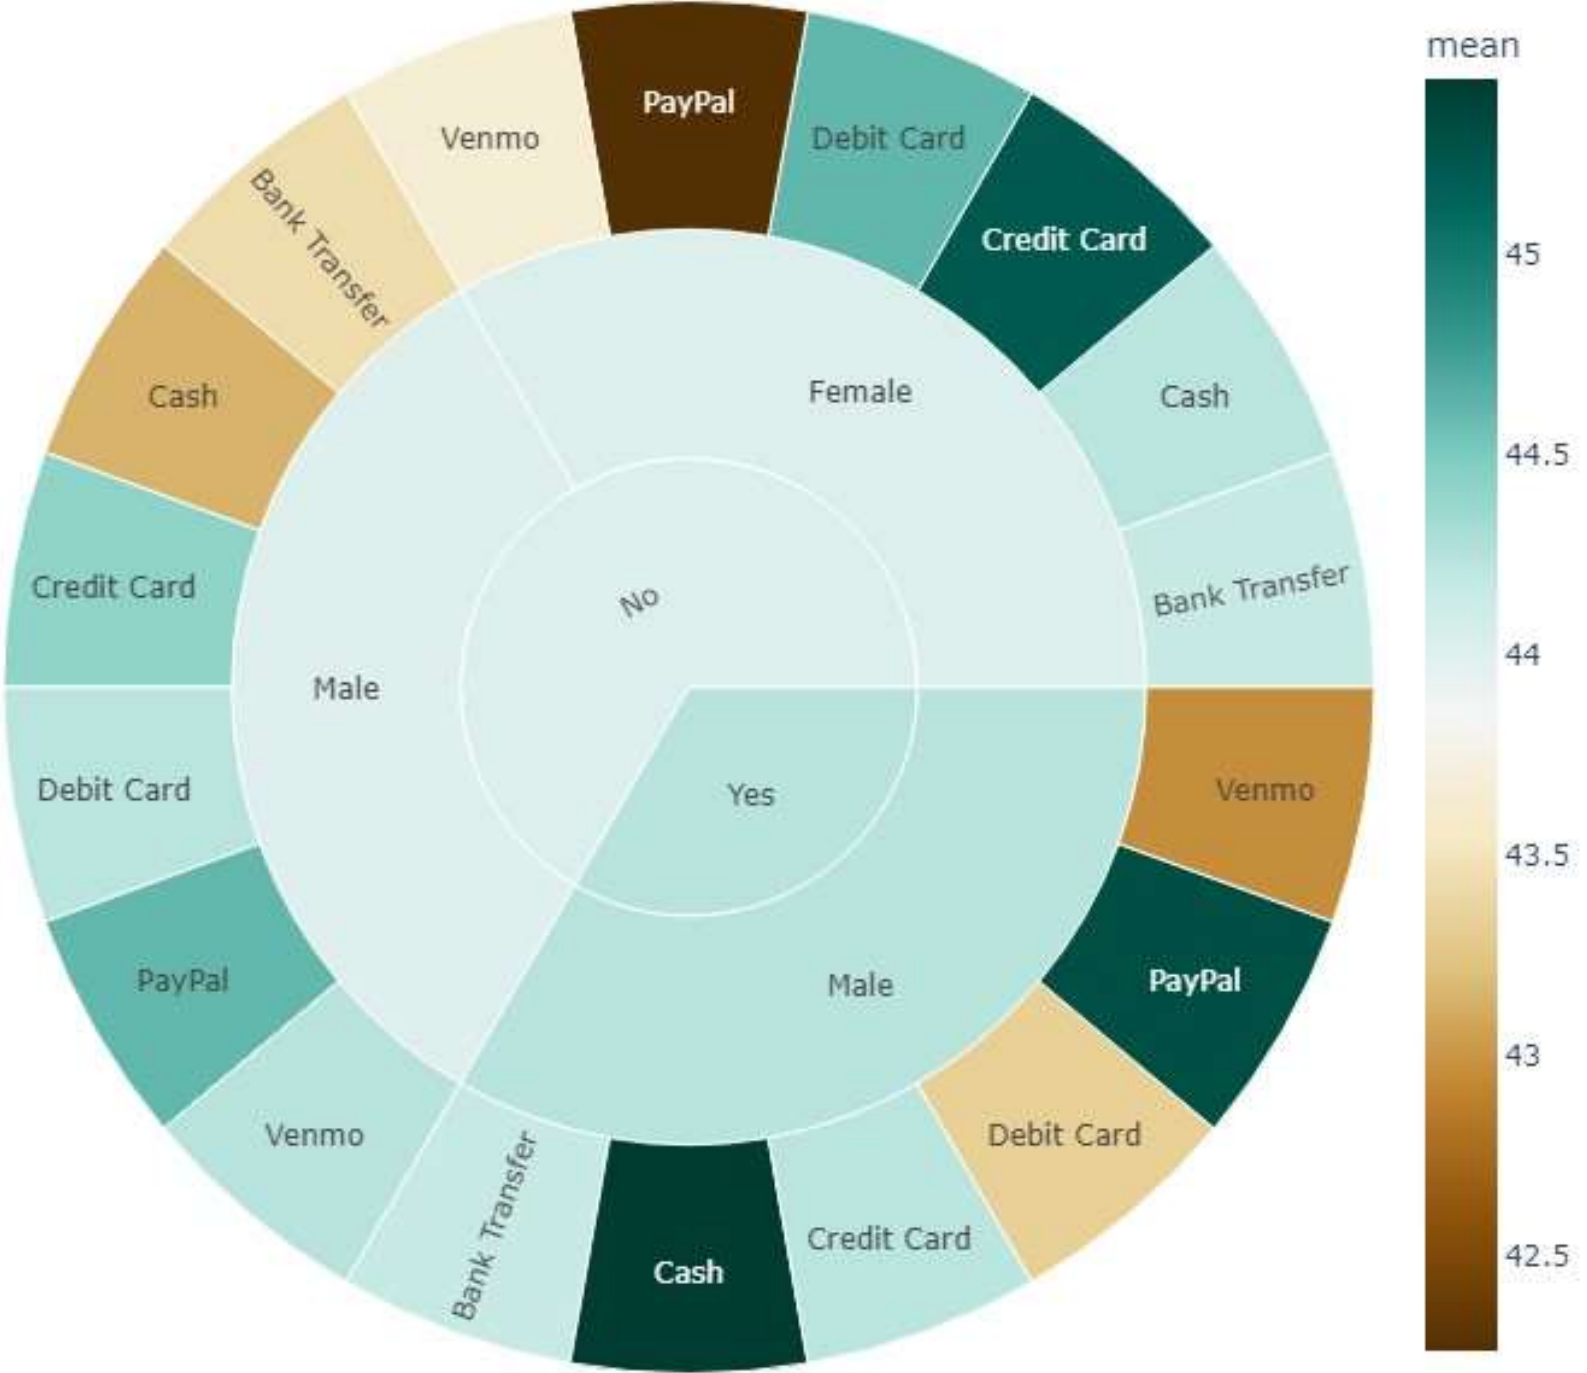 mean
PayPal
Venmo
Debit Card
Bank Transfer
Credit Card
45
Female
Cash
Cash
44.5
Credit Card
Bank Transfer
No
44
Male
Debit Card
Yes
Venmo
43.5
PayPal
Male
PayPal
43
Venmo
Debit Card
Bank Transfer
Credit Card
Cash
42.5